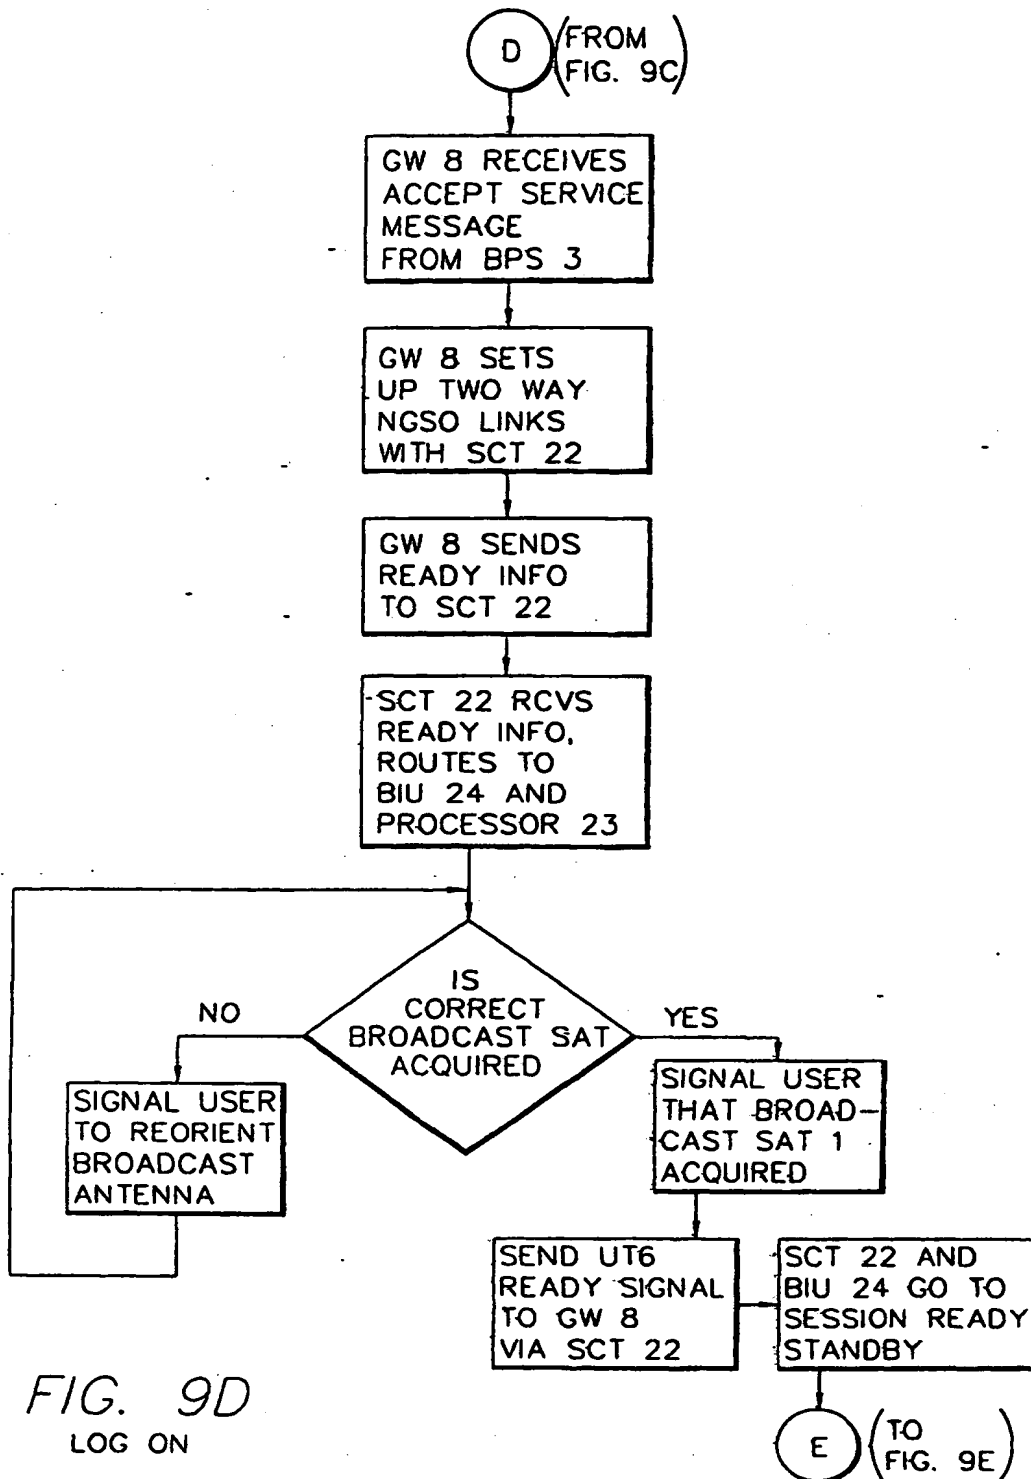 D (FROM
FIG. 9C)
GW 8 RECEIVES
ACCEPT SERVICE
MESSAGE
FROM BPS 3
GW 8 SETS
UP TWO WAY
NGSO LINKS
WITH SCT 22
GW 8 SENDS
READY INFO
TO SCT 22
SCT 22 RCVS
READY INFO,
ROUTES TO
BIU 24 AND
PROCESSOR 23
IS
CORRECT
BROADCAST SAT
ACQUIRED
NO
YES
SIGNAL USER
TO REORIENT
BROADCAST
ANTENNA
SIGNAL USER
THAT BROAD-
CAST SAT 1
ACQUIRED
SEND UT6
READY SIGNAL
TO GW 8
VIA SCT 22
SCT 22 AND
BIU 24 GO TO
SESSION READY
STANDBY
E (TO
FIG. 9E)
FIG. 9D
LOG ON